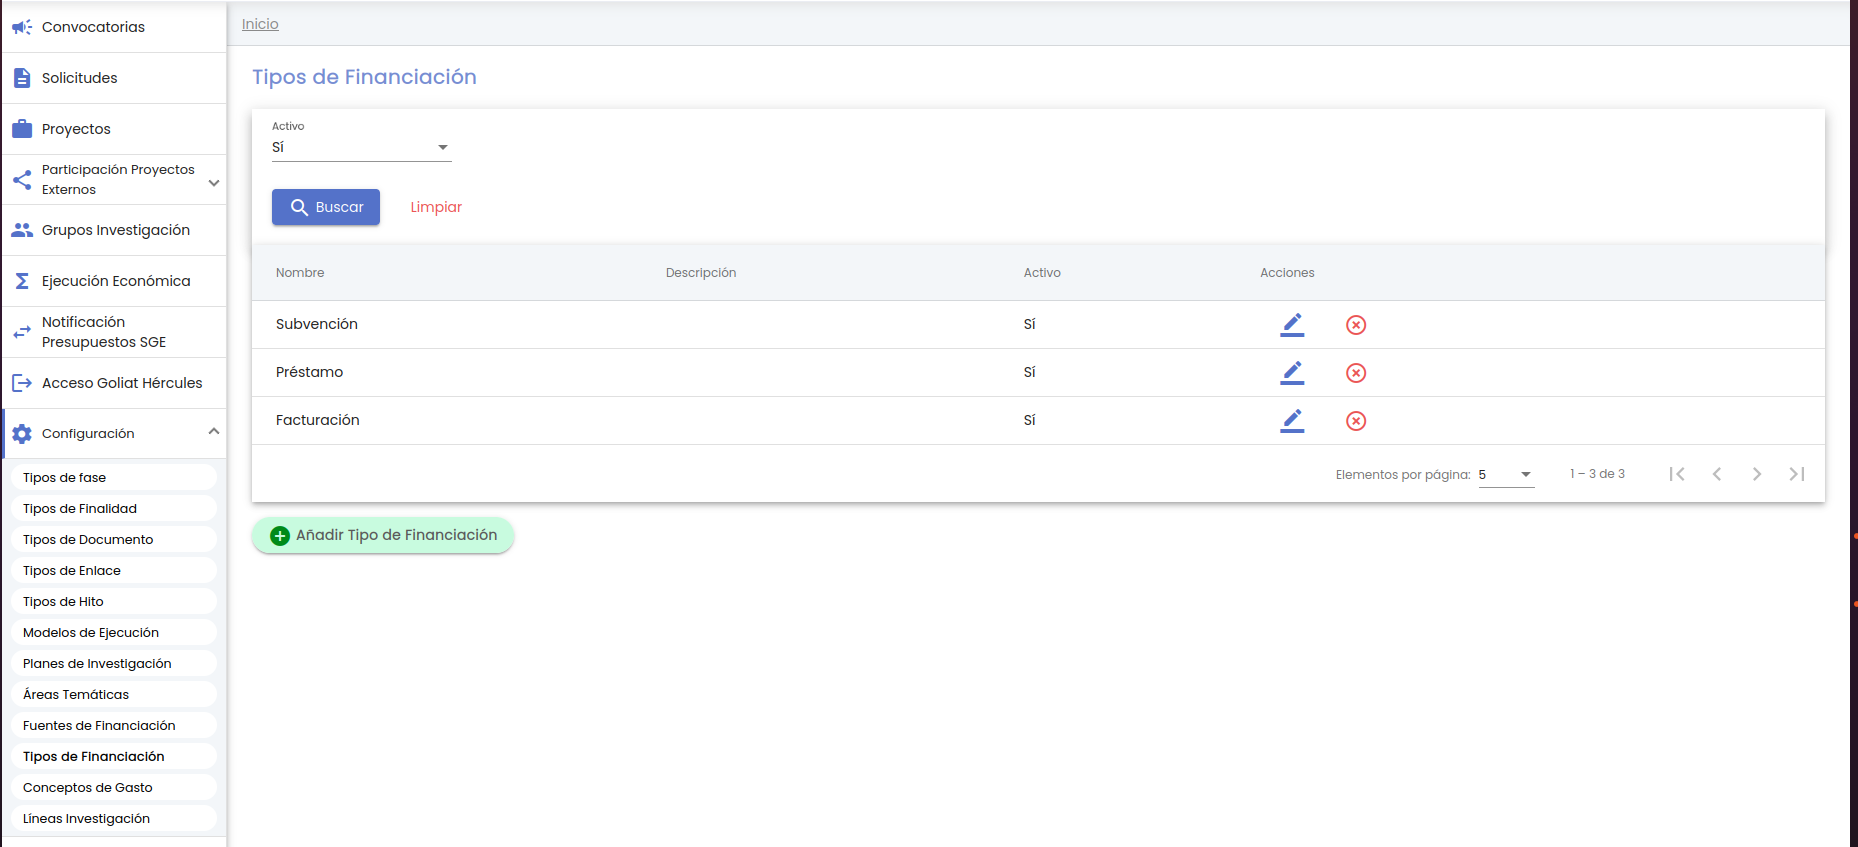 Convocatorias
Solicitudes
Proyectos
Participación Proyectos
Externos
Grupos Investigación
Ejecución Económica
Notificación
Presupuestos SGE
Acceso Goliat Hércules
Configuración
Tipos de fase
Tipos de Finalidad
Tipos de Documento
Tipos de Enlace
Tipos de Hito
Modelos de Ejecución
Planes de Investigación
Áreas Temáticas
Fuentes de Financiación
Tipos de Financiación
Conceptos de Gasto
Líneas Investigación
Inicio
Tipos de Financiación
Activo
Sí
Buscar Limpiar
Nombre Descripción Activo Acciones
Subvención Sí
Préstamo Sí
Facturación Sí
Elementos por página: 5 1 – 3 de 3
Añadir Tipo de Financiación